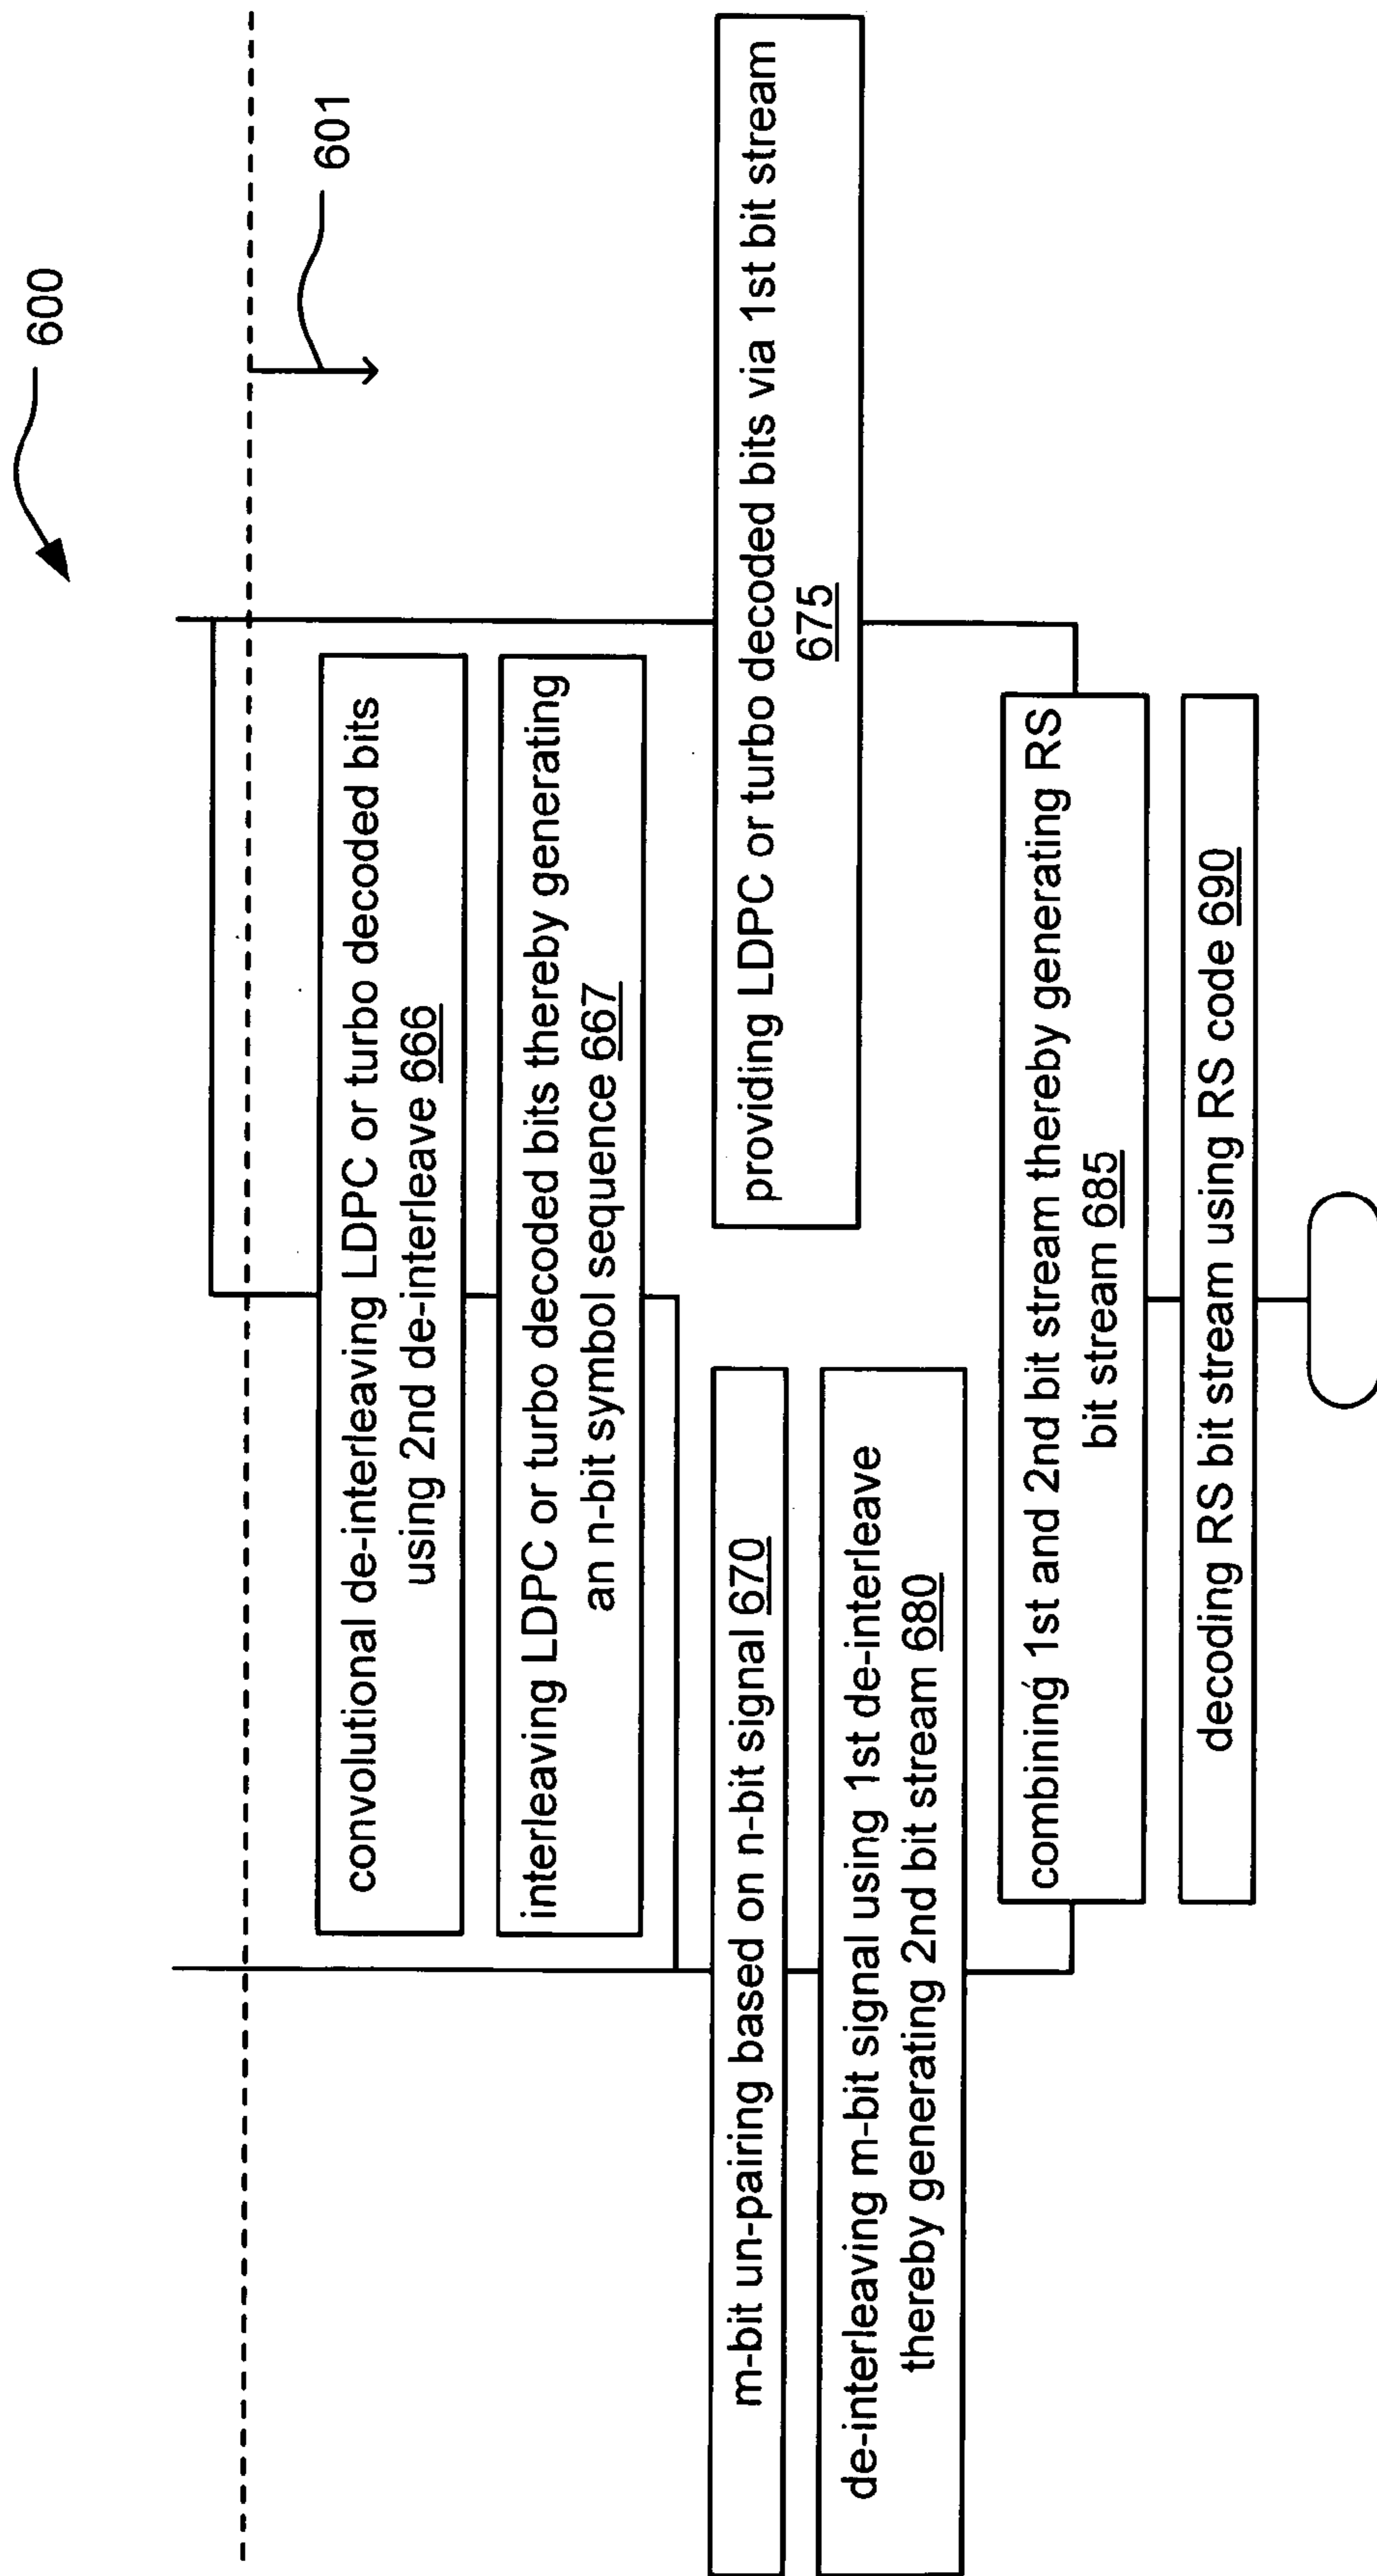 600
601
convolutional de-interleaving LDPC or turbo decoded bits
using 2nd de-interleave 666
interleaving LDPC or turbo decoded bits thereby generating
an n-bit symbol sequence 667
m-bit un-pairing based on n-bit signal 670
providing LDPC or turbo decoded bits via 1st bit stream
675
de-interleaving m-bit signal using 1st de-interleave
thereby generating 2nd bit stream 680
combining 1st and 2nd bit stream thereby generating RS
bit stream 685
decoding RS bit stream using RS code 690